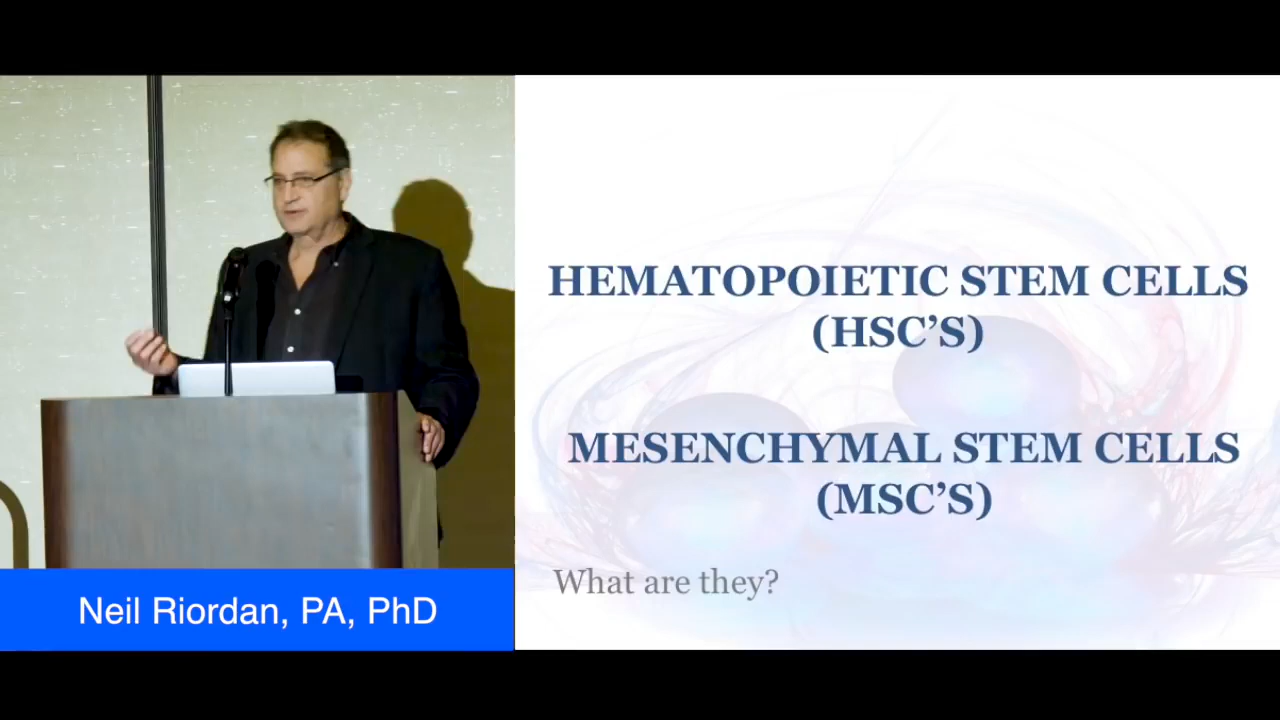 HEMATOPOIETIC STEM CELLS
(HSC’S)
MESENCHYMAL STEM CELLS
(MSC’S)
What are they?
Neil Riordan, PA, PhD